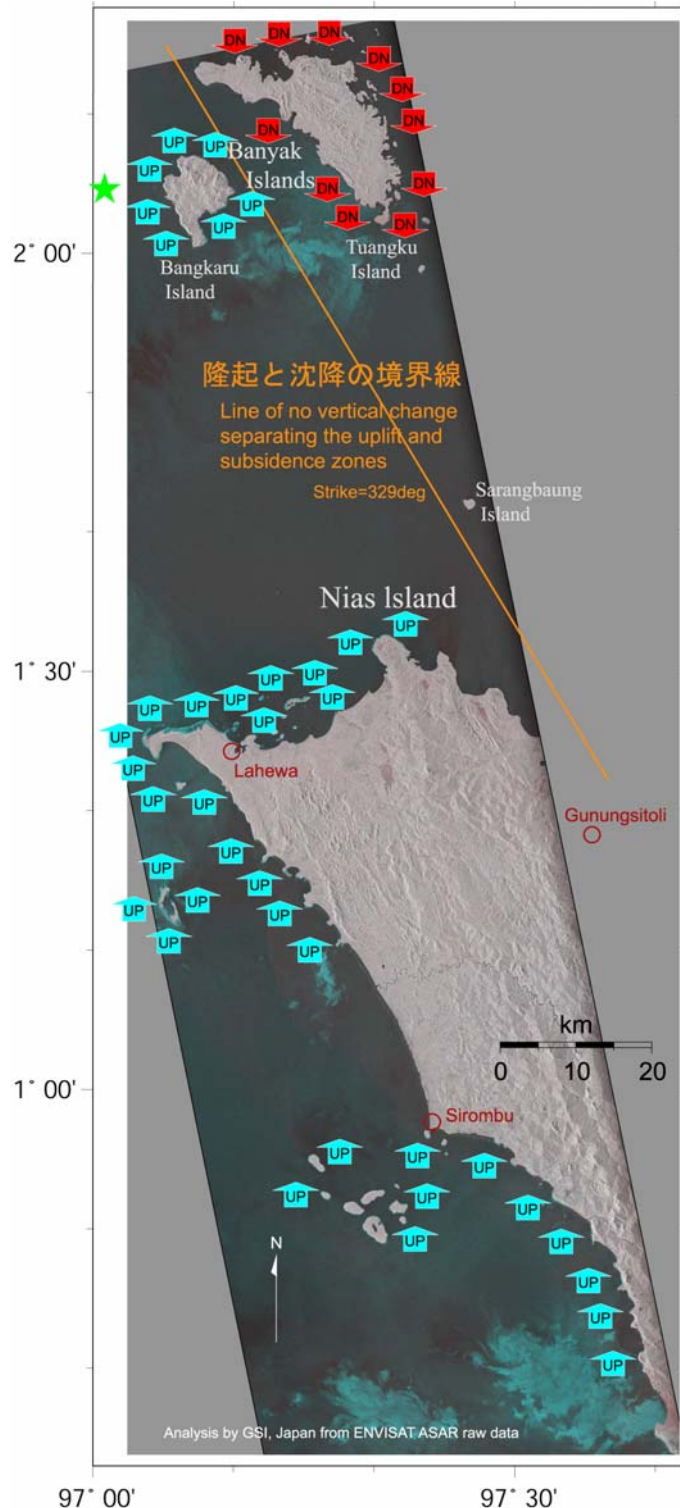 DN
DN
DN
DN
DN
DN
DN
UP
UP
Banyak
Islands
UP
DN
DN
UP
UP
DN
DN
UP
UP
2° 00'
Tuangku
Island
Bangkaru
Island
隆起と沈降の境界線
Line of no vertical change
separating the uplift and
subsidence zones
Strike=329deg
Sarangbaung
Island
Nias Island
UP
UP
1° 30'
UP
UP
UP
UP
UP
UP
UP
UP
UP
Lahewa
UP
UP
Gunungsitoli
UP
UP
UP
UP
UP
UP
UP
UP
km
0 10 20
1° 00'
Sirombu
UP
UP
UP
UP
UP
UP
UP
UP
N
UP
UP
UP
Analysis by GSI, Japan from ENVISAT ASAR raw data
97° 00'
97° 30'